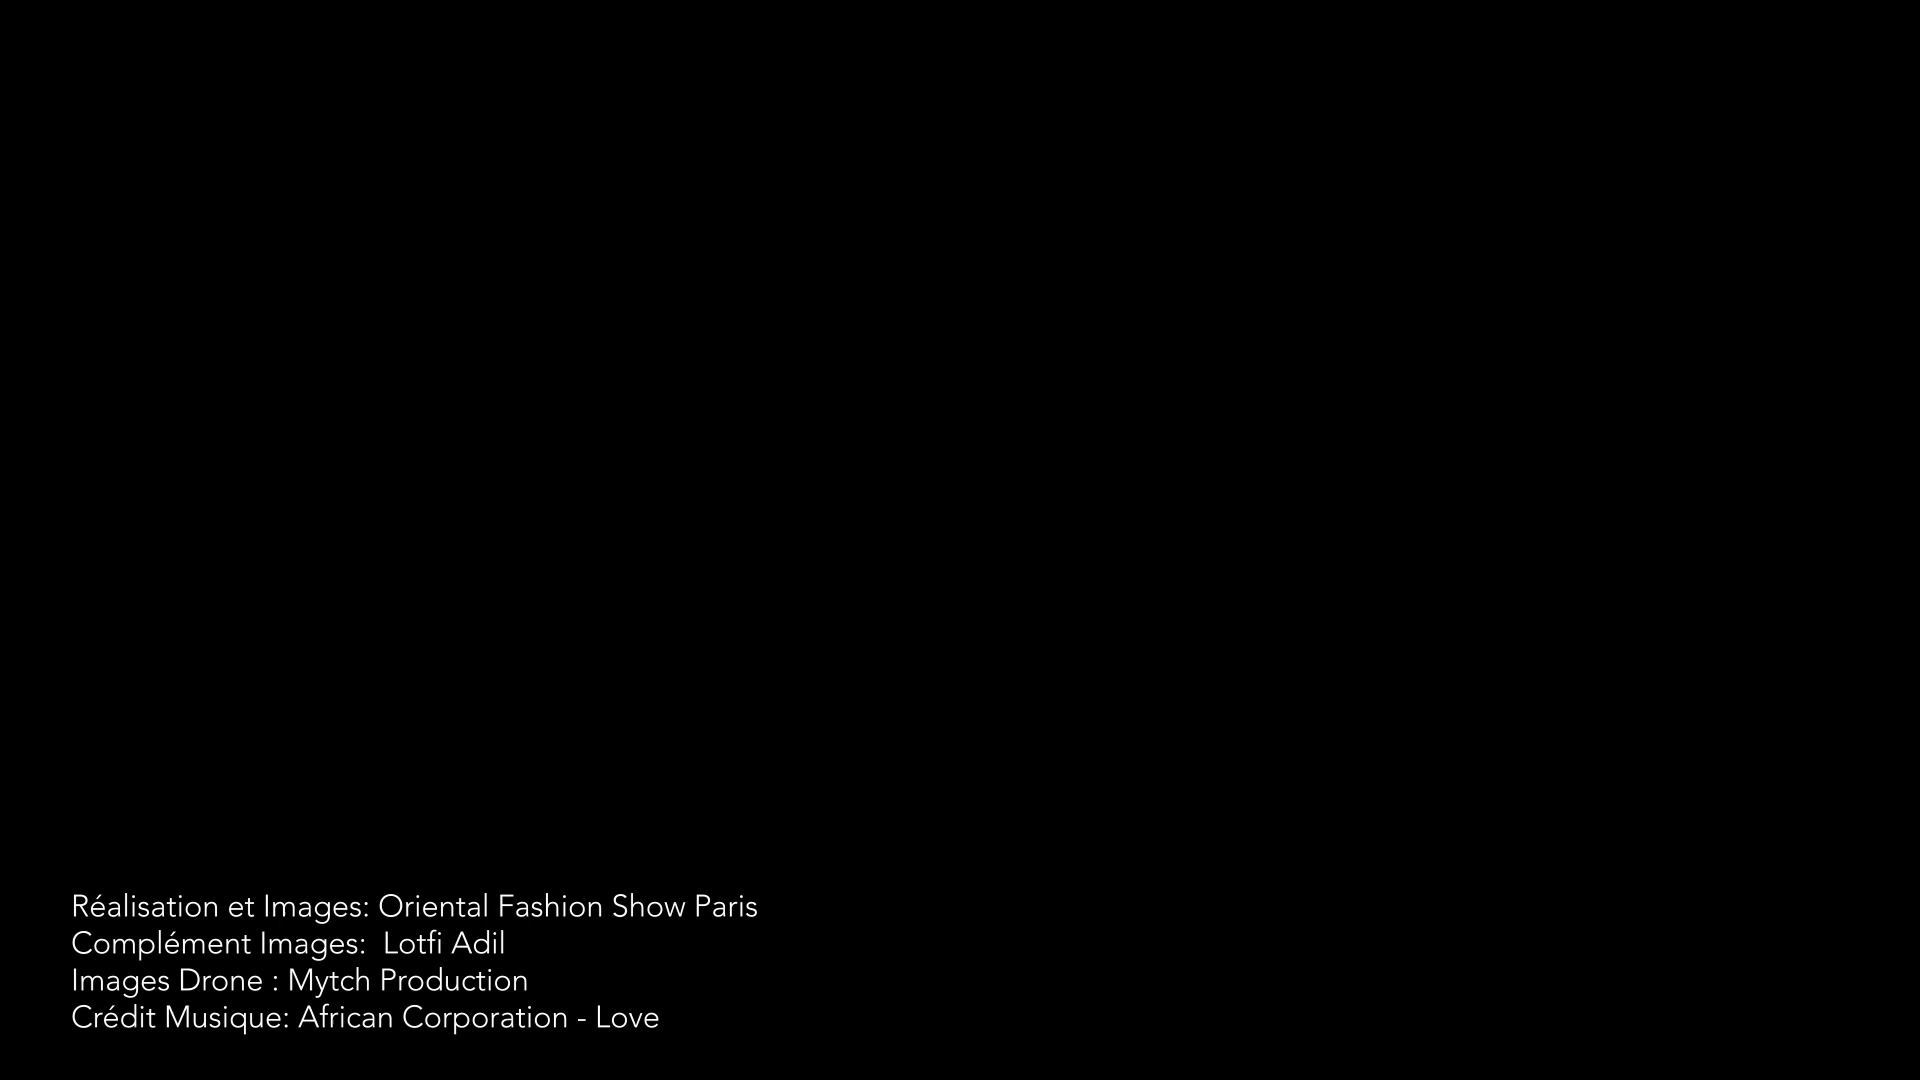 Réalisation et Images: Oriental Fashion Show Paris
Complément Images:  Lotfi Adil
Images Drone : Mytch Production
Crédit Musique: African Corporation - Love